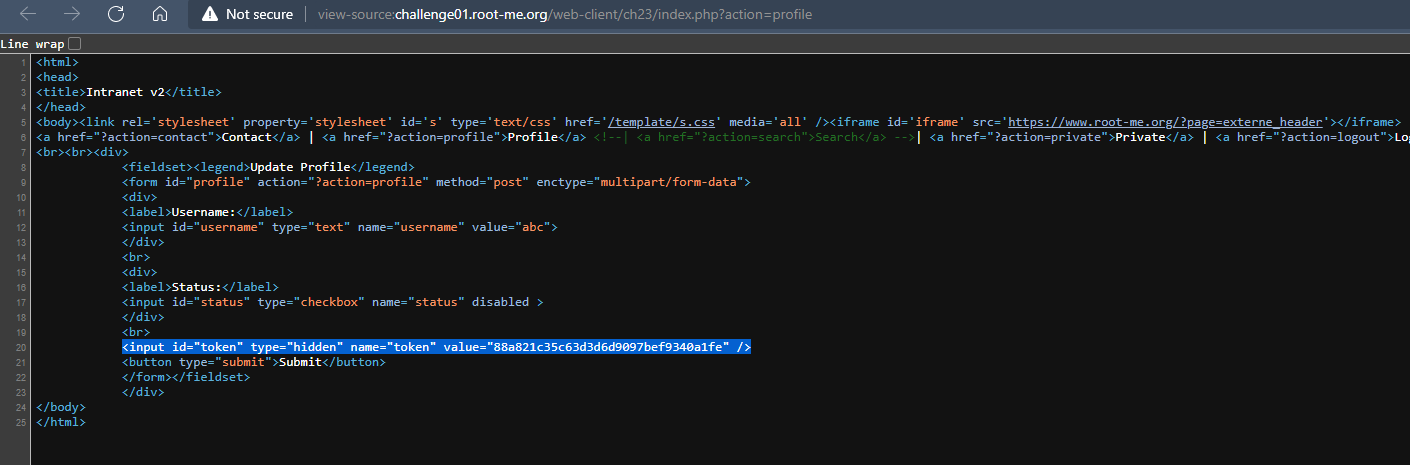 Not secure | view-source:challenge01.root-me.org/web-client/ch23/index.php?action=profile
Line wrap
1 <html>
2 <head>
3 <title>Intranet v2</title>
4 </head>
5 <body><link rel='stylesheet' property='stylesheet' id='s' type='text/css' href='/template/s.css' media='all' /><iframe id='iframe' src='https://www.root-me.org/?page=externe_header'></iframe>
6 <a href="?action=contact">Contact</a> | <a href="?action=profile">Profile</a> <!--| <a href="?action=search">Search</a> -->| <a href="?action=private">Private</a> | <a href="?action=logout">Lo
7 <br><br><div>
8 <fieldset><legend>Update Profile</legend>
9 <form id="profile" action="?action=profile" method="post" enctype="multipart/form-data">
10 <div>
11 <label>Username:</label>
12 <input id="username" type="text" name="username" value="abc">
13 </div>
14 <br>
15 <div>
16 <label>Status:</label>
17 <input id="status" type="checkbox" name="status" disabled >
18 </div>
19 <br>
20 <input id="token" type="hidden" name="token" value="88a821c35c63d3d6d9097bef9340a1fe" />
21 <button type="submit">Submit</button>
22 </form></fieldset>
23 </div>
24 </body>
25 </html>